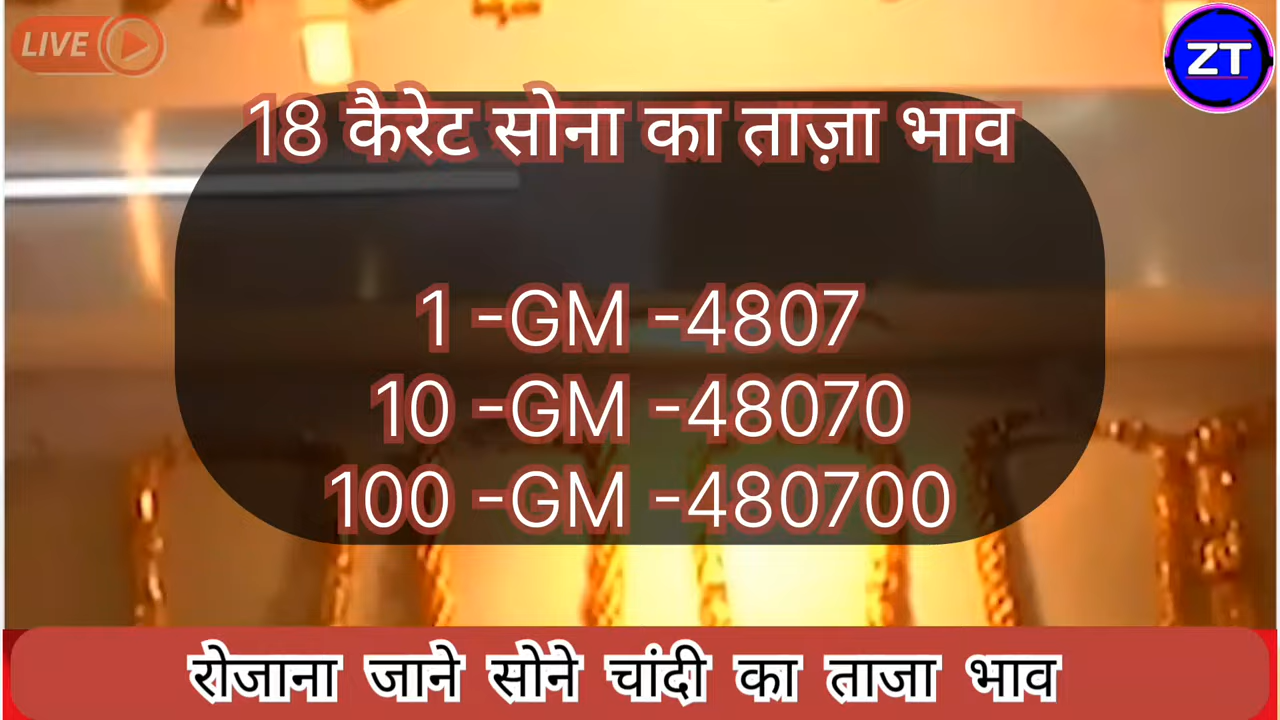 LIVE
ZT
18 कैरेट सोना का ताज़ा भाव
1 -GM -4807
10 -GM -48070
100 -GM -480700
रोजाना जाने सोने चांदी का ताजा भाव